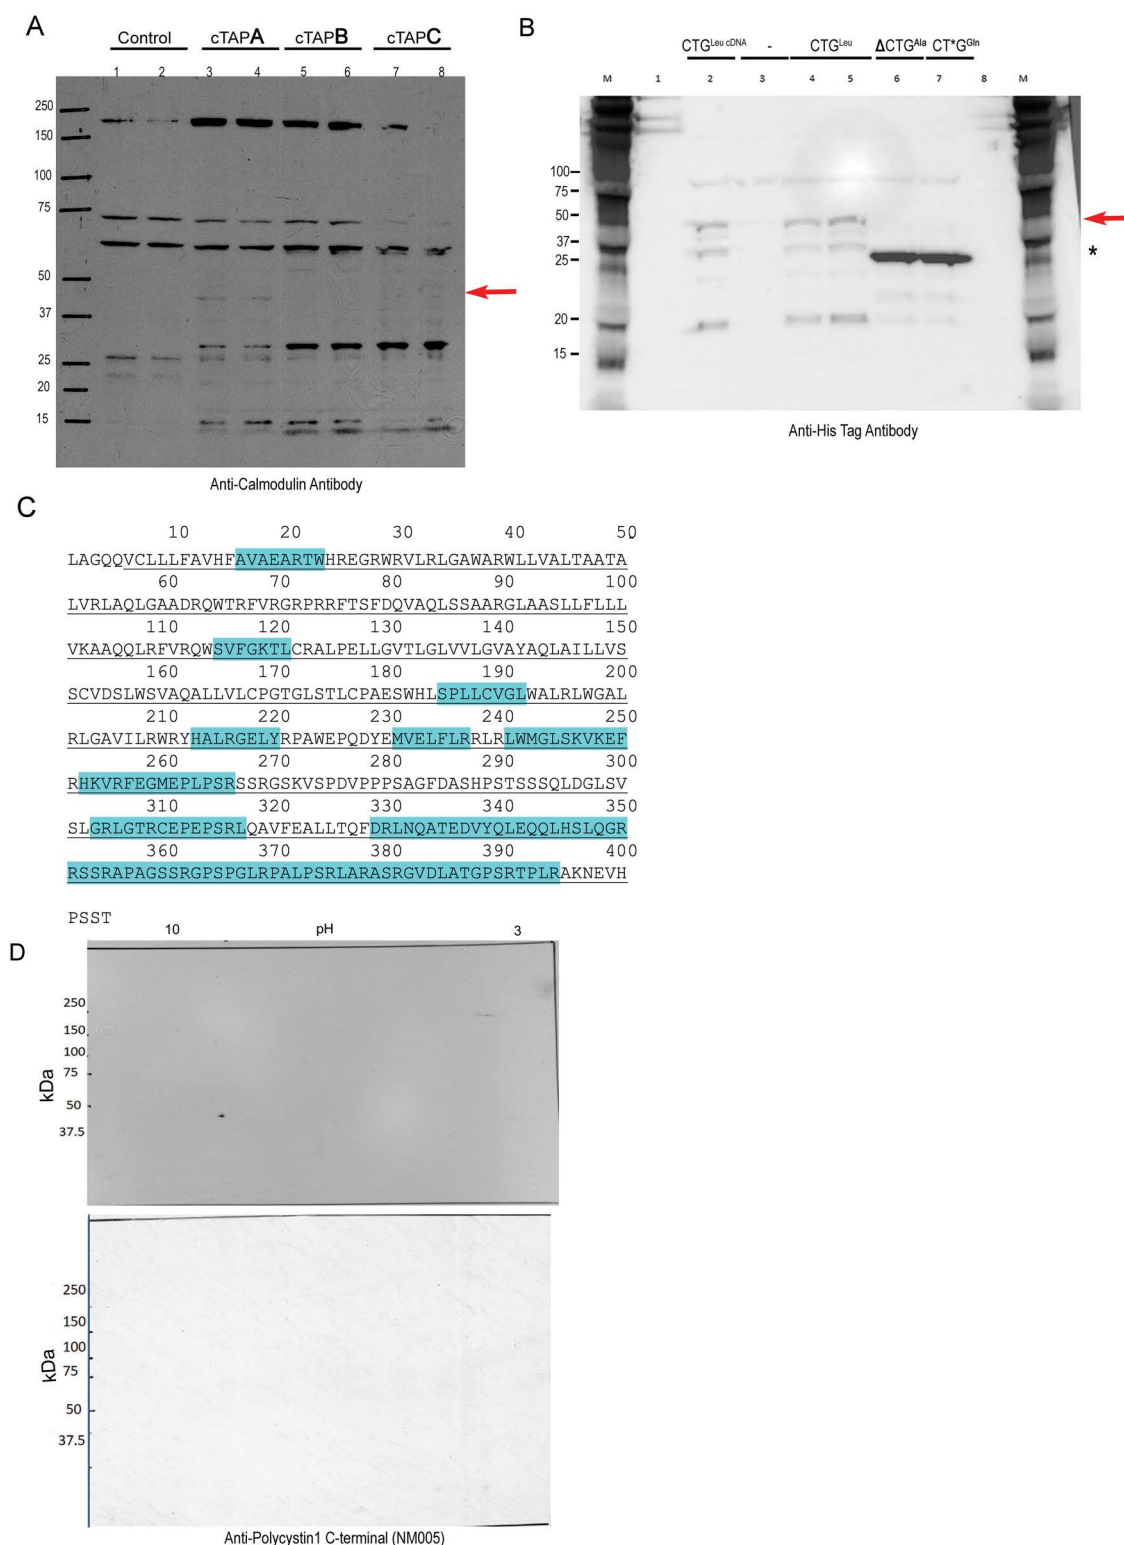 A
Control cTAPA cTAPB cTAPC
1 2 3 4 5 6 7 8
250
150
100
75
50
37
25
20
15
Anti-Calmodulin Antibody
B
CTGLeu cDNA - CTGLeu ΔCTGAla CT*GGln
M 1 2 3 4 5 6 7 8 M
100
75
50
37
25
20
15
*
Anti-His Tag Antibody
C
10 20 30 40 50
LAGQQVCLLLFAVHFAVAEARTWHREGRWRVLRLGAWARWLLVALTAATA
60 70 80 90 100
LVRLAQLGAADRQWTRFVRGRPRRFTSFDQVAQLSSAARGLAASLLFLLL
110 120 130 140 150
VKAAQQLRFVRQWSVFGKTLCRALPELLGVTLGLVVLGVAYAQLAILLVS
160 170 180 190 200
SCVDSLWSVAQALLVLCPGTGLSTLCPAESWHLSPLLCVGLWALRLWGAL
210 220 230 240 250
RLGAVILRWRYHALRGELYRPAWEPQDYEMVELFLRRLRLWMGLSKVKEF
260 270 280 290 300
RHKVRFEGMEPLPSRSSRGSKVSPDVPPPSAGFDASHPSTSSSQLDGLSV
310 320 330 340 350
SLGRLGTRCEPEPSRLQAVFEALLTQFDRLNQATEDVYQLEQQLHSLQGR
360 370 380 390 400
RSSRAPAGSSRGPSPGLRPALPSRLARASRGVDLATGPSRTPLRAKNEVH
PSST
D
10 pH 3
kDa
250
150
100
75
50
37.5
kDa
250
150
100
75
50
37.5
Anti-Polycystin1 C-terminal (NM005)